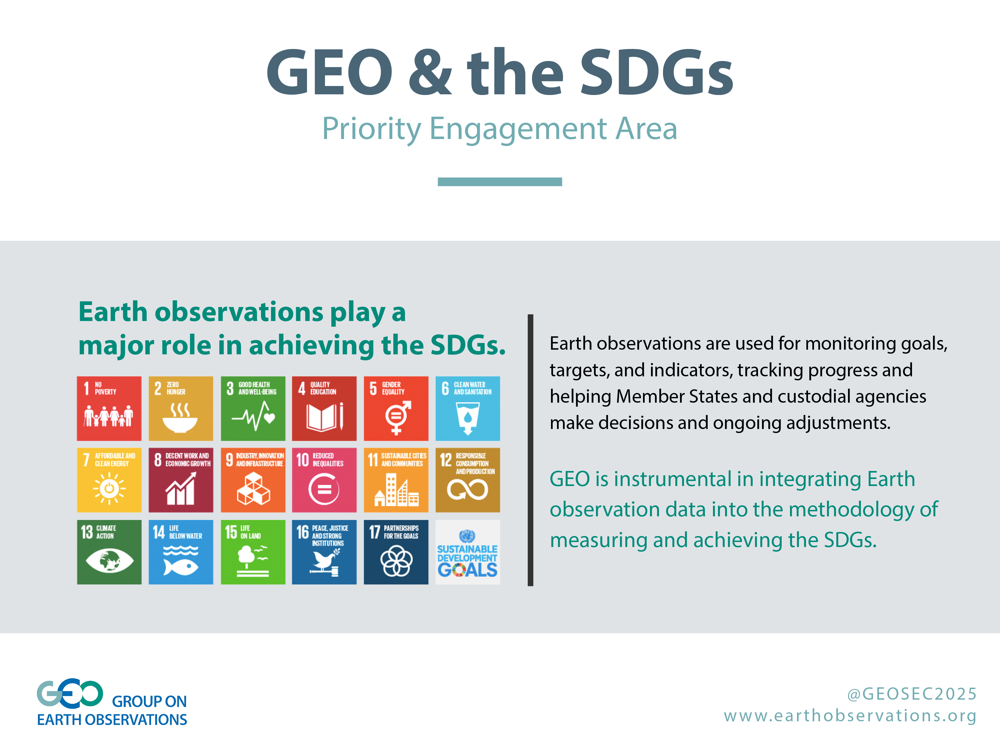 GEO & the SDGs
Priority Engagement Area
Earth observations play a
major role in achieving the SDGs.
1 NO
POVERTY
2 ZERO
HUNGER
3 GOOD HEALTH
AND WELL-BEING
4 QUALITY
EDUCATION
5 GENDER
EQUALITY
6 CLEAN WATER
AND SANITATION
7 AFFORDABLE AND
CLEAN ENERGY
8 DECENT WORK AND
ECONOMIC GROWTH
9 INDUSTRY, INNOVATION
AND INFRASTRUCTURE
10 REDUCED
INEQUALITIES
11 SUSTAINABLE CITIES
AND COMMUNITIES
12 RESPONSIBLE
CONSUMPTION
AND PRODUCTION
13 CLIMATE
ACTION
14 LIFE
BELOW WATER
15 LIFE
ON LAND
16 PEACE, JUSTICE
AND STRONG
INSTITUTIONS
17 PARTNERSHIPS
FOR THE GOALS
SUSTAINABLE
DEVELOPMENT
GOALS
Earth observations are used for monitoring goals,
targets, and indicators, tracking progress and
helping Member States and custodial agencies
make decisions and ongoing adjustments.
GEO is instrumental in integrating Earth
observation data into the methodology of
measuring and achieving the SDGs.
GEO GROUP ON
EARTH OBSERVATIONS
@GEOSEC2025
www.earthobservations.org